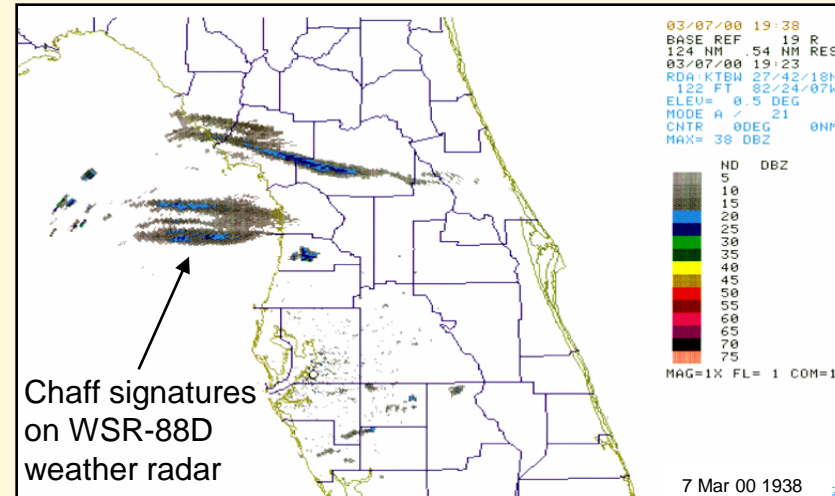 03/07/00 19:38
BASE REF 19 R
124 NM .54 NM RES
03/07/00 19:23
RDA:KTBW 27/42/18N
122 FT 82/24/07W
ELEV= 0.5 DEG
MODE A / 21
CNTR 0DEG 0NM
MAX= 38 DBZ
ND DBZ
5
10
15
20
25
30
35
40
45
50
55
60
65
70
75
MAG=1X FL= 1 COM=1
Chaff signatures
on WSR-88D
weather radar
7 Mar 00 1938